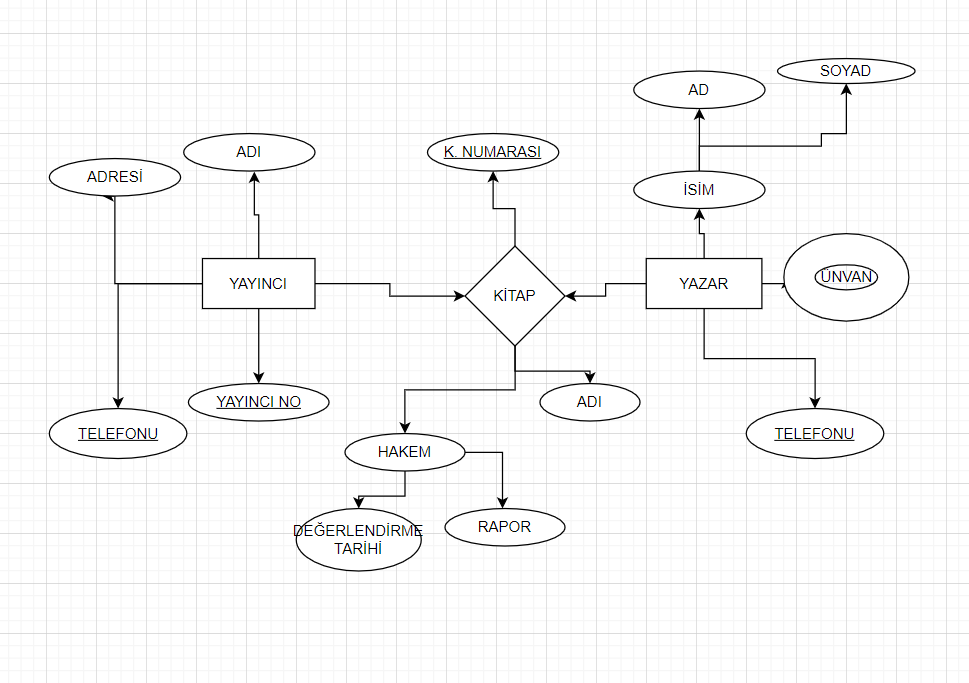 SOYAD
AD
ADI
K. NUMARASI
ADRESİ
İSİM
YAYINCI
KİTAP
YAZAR
ÜNVAN
YAYINCI NO
ADI
TELEFONU
TELEFONU
HAKEM
DEĞERLENDİRME
TARİHİ
RAPOR